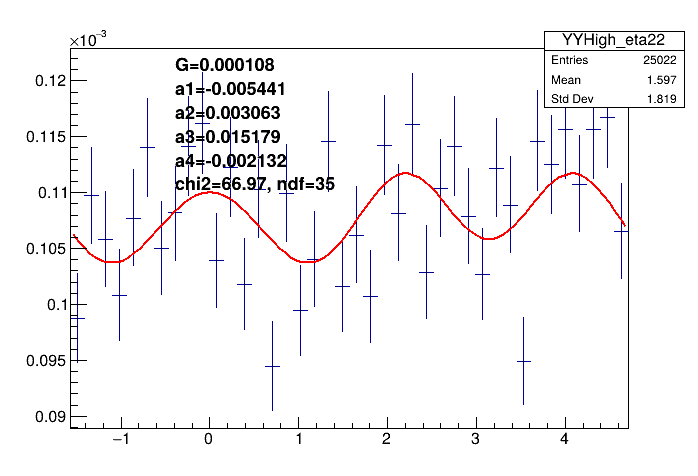 ×10⁻³
YYHigh_eta22
Entries 25022
Mean 1.597
Std Dev 1.819
G=0.000108
a1=-0.005441
a2=0.003063
a3=0.015179
a4=-0.002132
chi2=66.97, ndf=35
0.12
0.115
0.11
0.105
0.1
0.095
0.09
−1 0 1 2 3 4